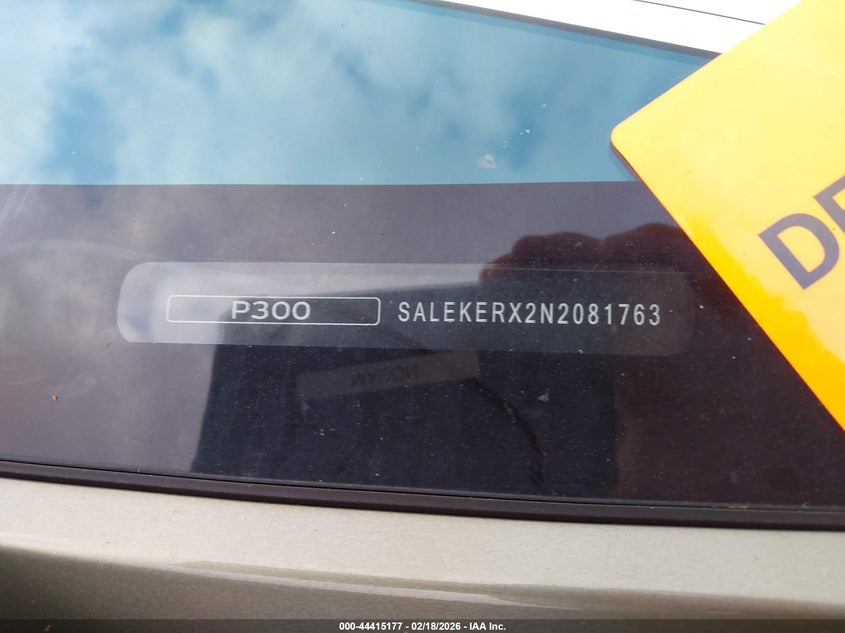 P300 SALEKERX2N2081763
DE
000-44415177 - 02/18/2026 - IAA Inc.